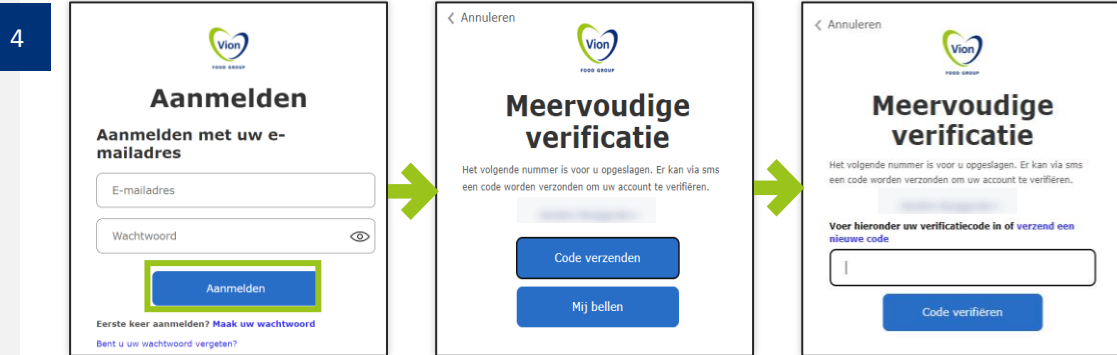 4
Vion
FOOD GROUP
Aanmelden
Aanmelden met uw e-
mailadres
E-mailadres
Wachtwoord
Aanmelden
Eerste keer aanmelden? Maak uw wachtwoord
Bent u uw wachtwoord vergeten?
Annuleren
Vion
FOOD GROUP
Meervoudige
verificatie
Het volgende nummer is voor u opgeslagen. Er kan via sms
een code worden verzonden om uw account te verifiëren.
Code verzenden
Mij bellen
Annuleren
Vion
FOOD GROUP
Meervoudige
verificatie
Het volgende nummer is voor u opgeslagen. Er kan via sms
een code worden verzonden om uw account te verifiëren.
Voer hieronder uw verificatiecode in of verzend een
nieuwe code
Code verifiëren